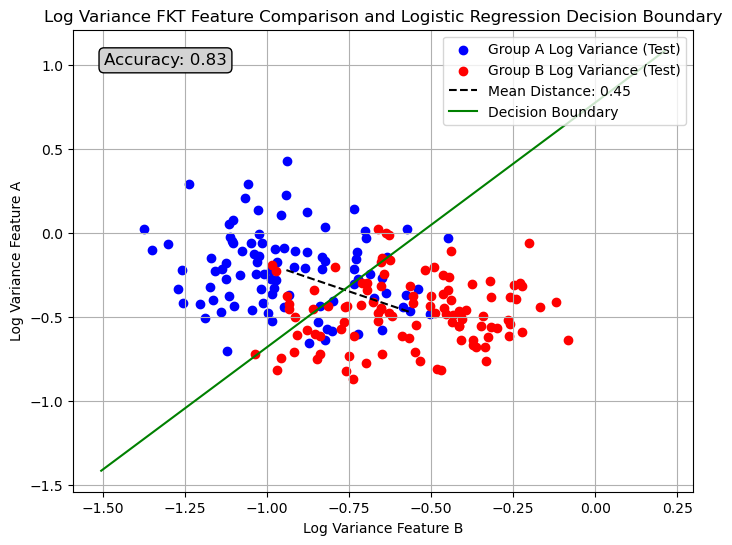 Log Variance FKT Feature Comparison and Logistic Regression Decision Boundary
Accuracy: 0.83
Group A Log Variance (Test)
Group B Log Variance (Test)
Mean Distance: 0.45
Decision Boundary
Log Variance Feature A
1.0
0.5
0.0
−0.5
−1.0
−1.5
−1.50 −1.25 −1.00 −0.75 −0.50 −0.25 0.00 0.25
Log Variance Feature B